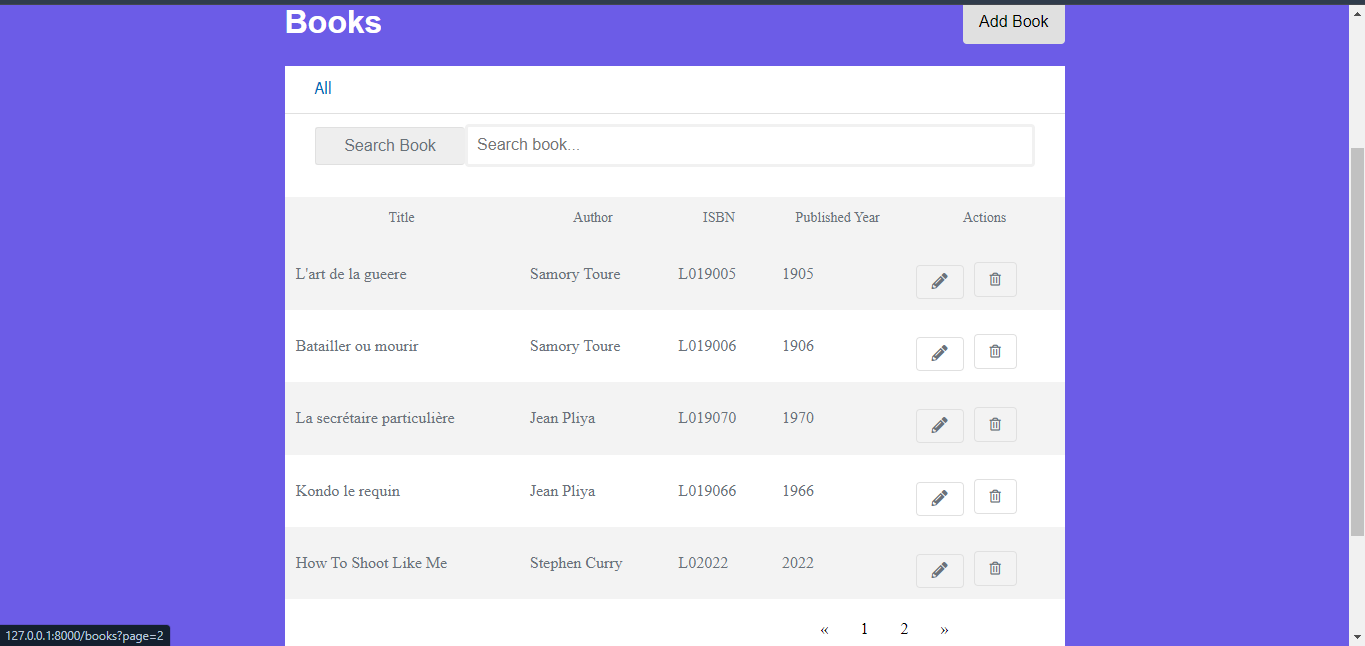 Books
Add Book
All
Search Book Search book...
Title Author ISBN Published Year Actions
L'art de la gueere Samory Toure L019005 1905
Batailler ou mourir Samory Toure L019006 1906
La secrétaire particulière Jean Pliya L019070 1970
Kondo le requin Jean Pliya L019066 1966
How To Shoot Like Me Stephen Curry L02022 2022
« 1 2 »
127.0.0.1:8000/books?page=2